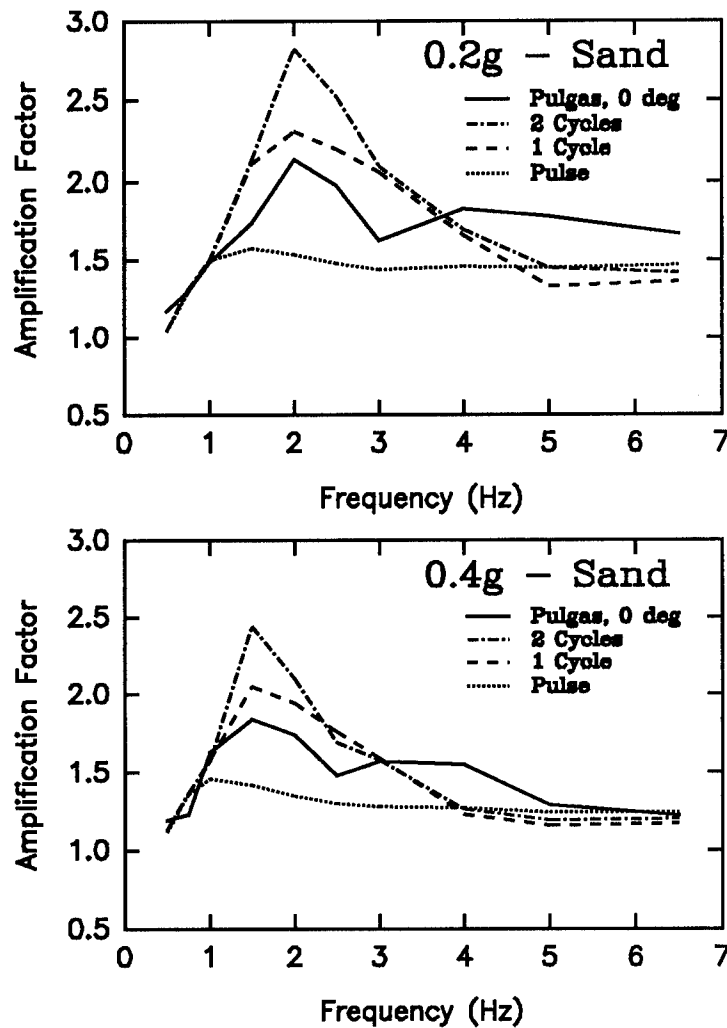 3.0
0.2g – Sand
Pulgas, 0 deg
2 Cycles
1 Cycle
Pulse
2.5
2.0
1.5
1.0
0.5
Amplification Factor
0 1 2 3 4 5 6 7
Frequency (Hz)
3.0
0.4g – Sand
Pulgas, 0 deg
2 Cycles
1 Cycle
Pulse
2.5
2.0
1.5
1.0
0.5
Amplification Factor
0 1 2 3 4 5 6 7
Frequency (Hz)